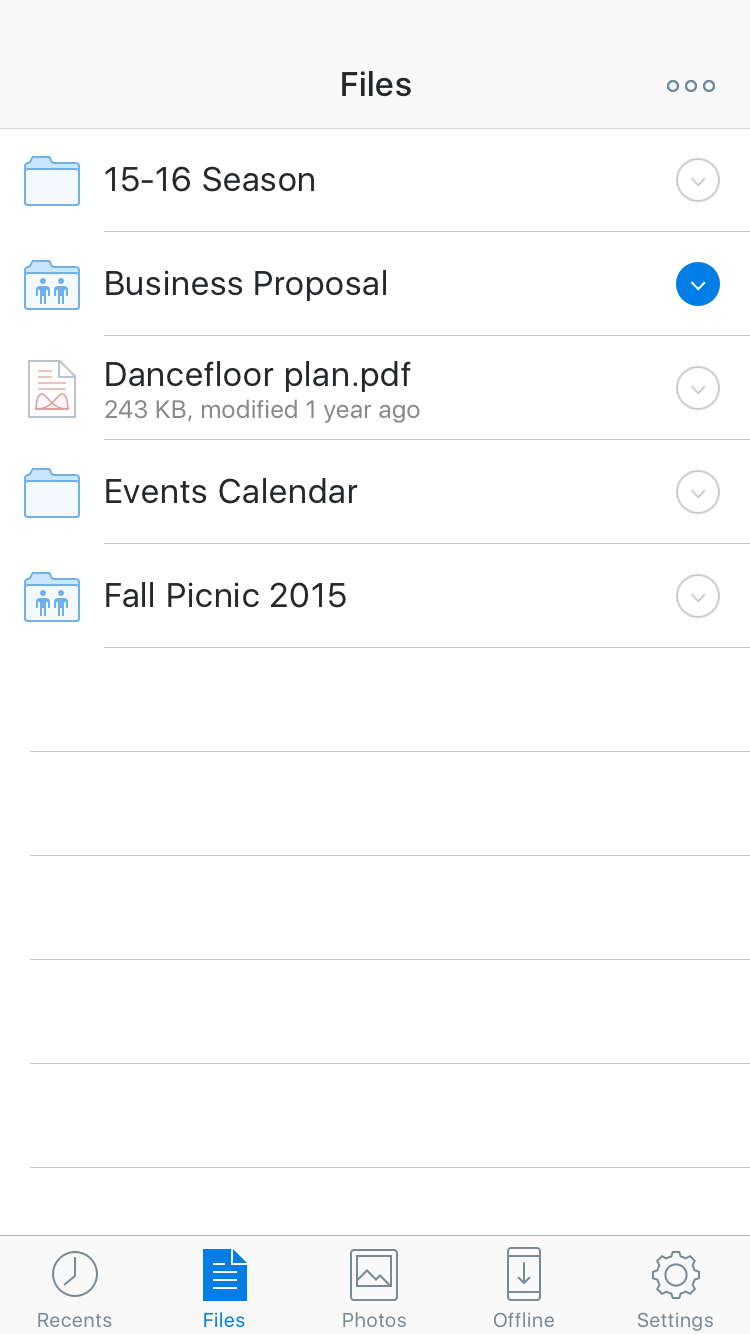 Files
15-16 Season
Business Proposal
Dancefloor plan.pdf
243 KB, modified 1 year ago
Events Calendar
Fall Picnic 2015
Recents
Files
Photos
Offline
Settings